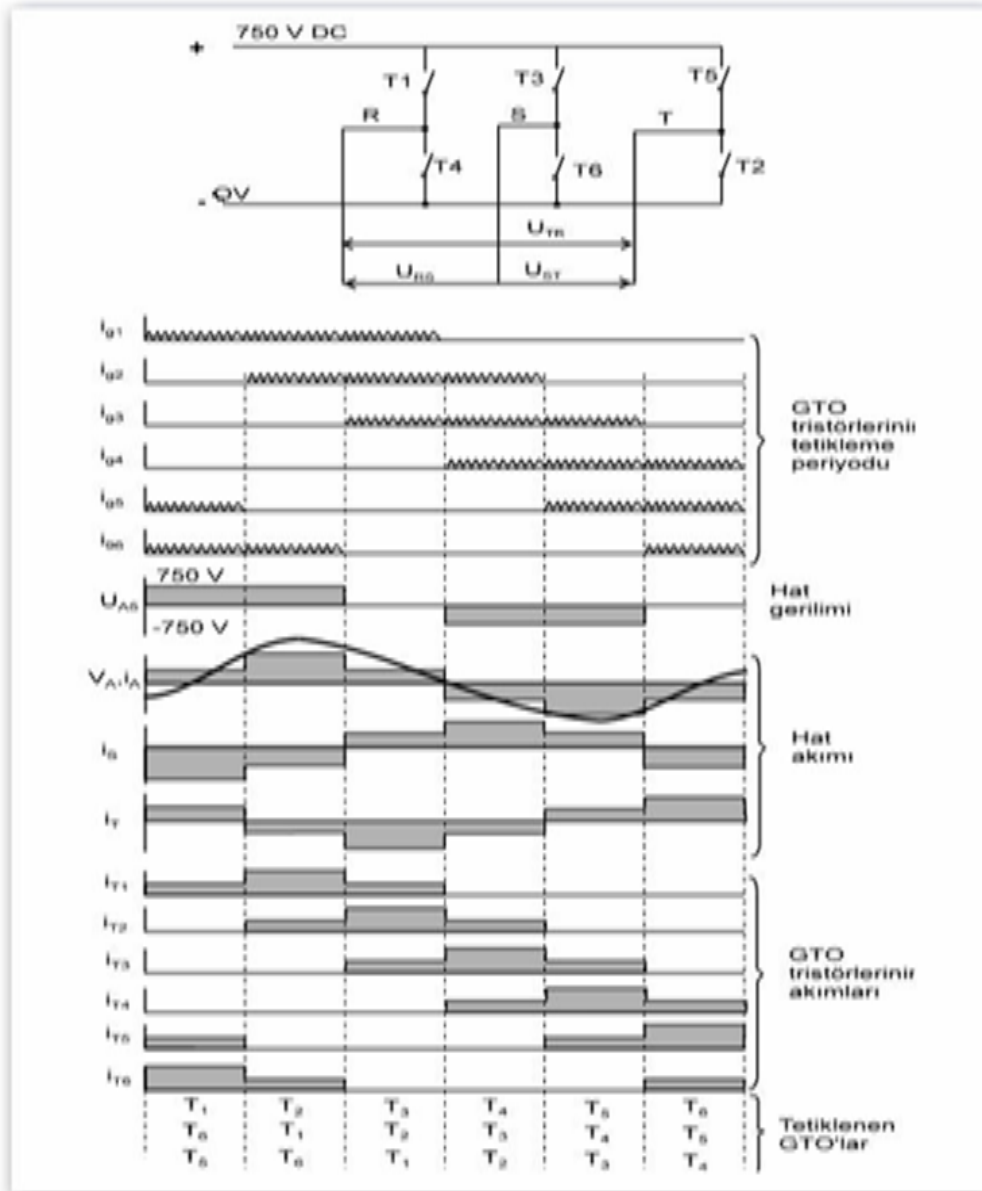 750 V DC
+
T1
T3
T5
R
S
T
T4
T6
T2
- 0V
U_TR
U_RS
U_ST
i_g1
i_g2
i_g3
i_g4
i_g5
i_g6
GTO
tristörlerinin
tetikleme
periyodu
750 V
U_AS
-750 V
Hat
gerilimi
V_A.i_A
i_S
i_T
Hat
akımı
i_T1
i_T2
i_T3
i_T4
i_T5
i_T6
GTO
tristörlerinir
akımları
T₁ T₂ T₃ T₄ T₅ T₆
T₆ T₁ T₂ T₃ T₄ T₅
T₅ T₆ T₁ T₂ T₃ T₄
Tetiklenen
GTO'lar